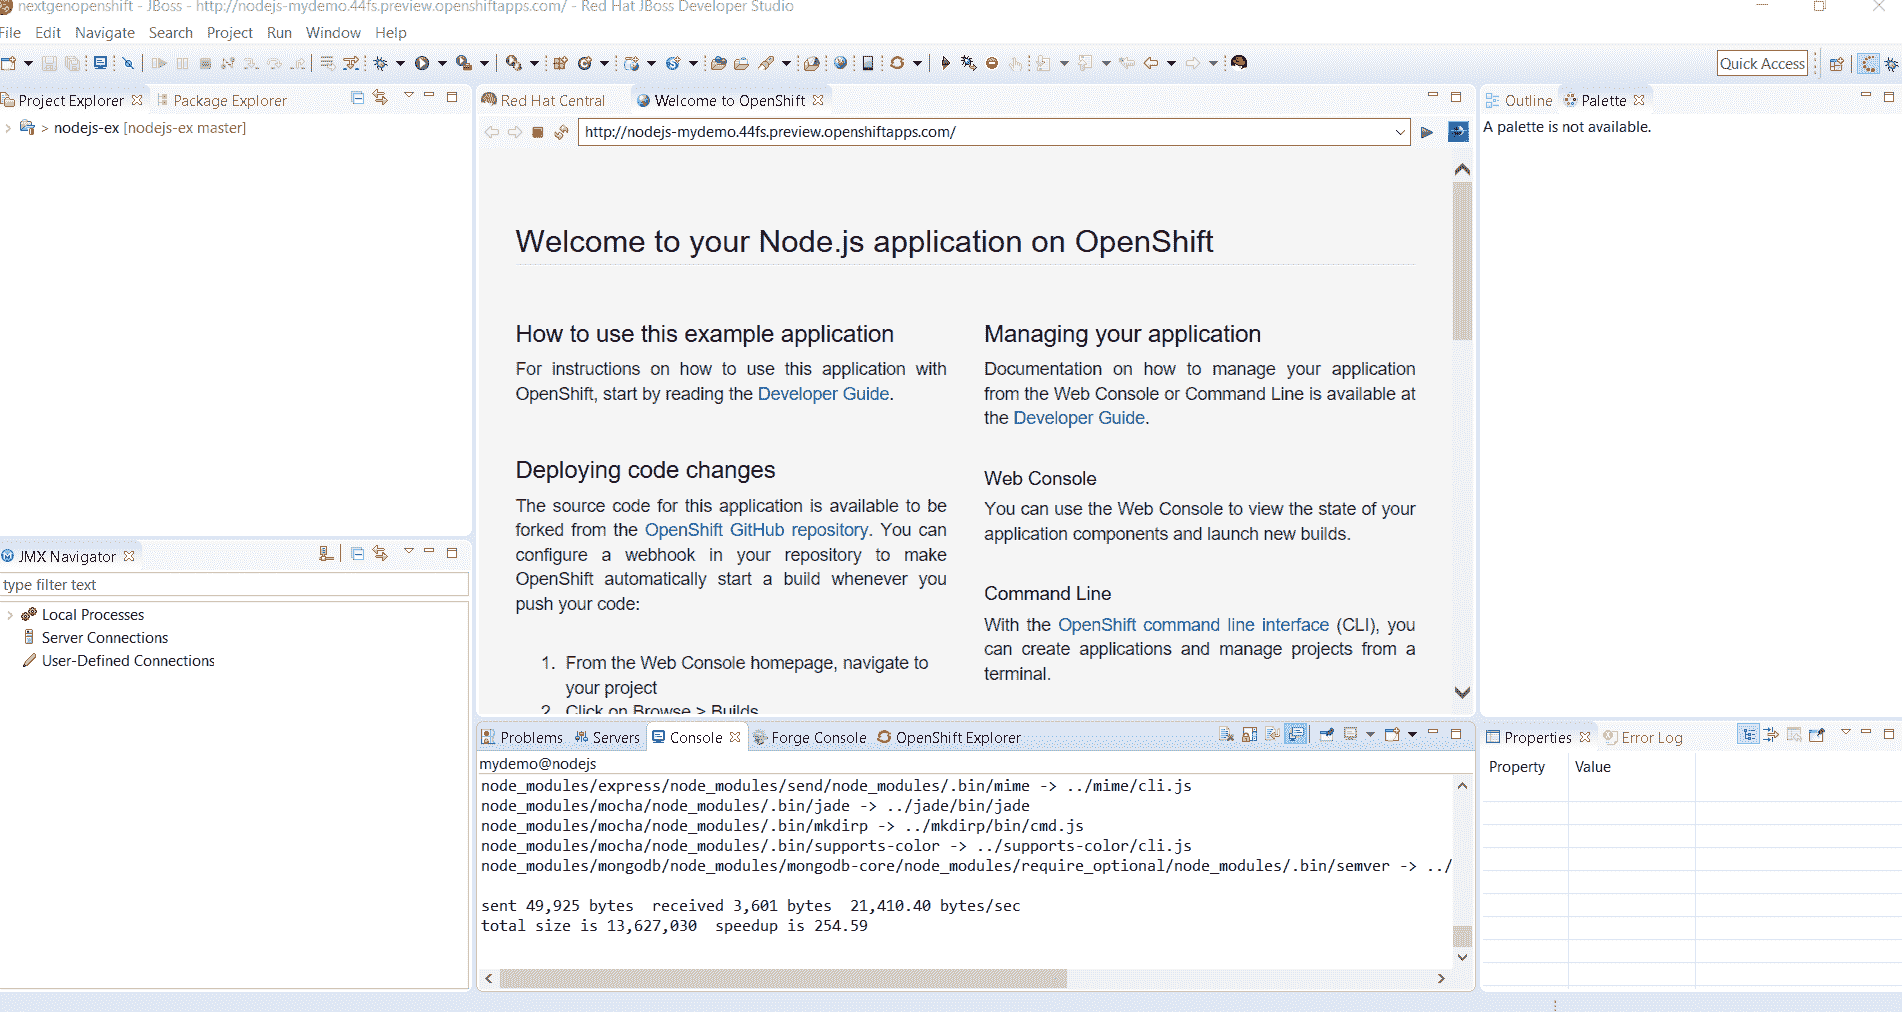 nextgenopenshift - JBoss - http://nodejs-mydemo.44fs.preview.openshiftapps.com/ - Red Hat JBoss Developer Studio
File Edit Navigate Search Project Run Window Help
Quick Access
Project Explorer Package Explorer
> nodejs-ex [nodejs-ex master]
JMX Navigator
type filter text
Local Processes
Server Connections
User-Defined Connections
Red Hat Central Welcome to OpenShift
http://nodejs-mydemo.44fs.preview.openshiftapps.com/
Welcome to your Node.js application on OpenShift
How to use this example application
For instructions on how to use this application with
OpenShift, start by reading the Developer Guide.
Deploying code changes
The source code for this application is available to be
forked from the OpenShift GitHub repository. You can
configure a webhook in your repository to make
OpenShift automatically start a build whenever you
push your code:
1. From the Web Console homepage, navigate to
your project
2. Click on Browse > Builds
Managing your application
Documentation on how to manage your application
from the Web Console or Command Line is available at
the Developer Guide.
Web Console
You can use the Web Console to view the state of your
application components and launch new builds.
Command Line
With the OpenShift command line interface (CLI), you
can create applications and manage projects from a
terminal.
Outline Palette
A palette is not available.
Problems Servers Console Forge Console OpenShift Explorer
mydemo@nodejs
node_modules/express/node_modules/send/node_modules/.bin/mime -> ../mime/cli.js
node_modules/mocha/node_modules/.bin/jade -> ../jade/bin/jade
node_modules/mocha/node_modules/.bin/mkdirp -> ../mkdirp/bin/cmd.js
node_modules/mocha/node_modules/.bin/supports-color -> ../supports-color/cli.js
node_modules/mongodb/node_modules/mongodb-core/node_modules/require_optional/node_modules/.bin/semver -> ../
sent 49,925 bytes  received 3,601 bytes  21,410.40 bytes/sec
total size is 13,627,030  speedup is 254.59
Properties Error Log
Property Value